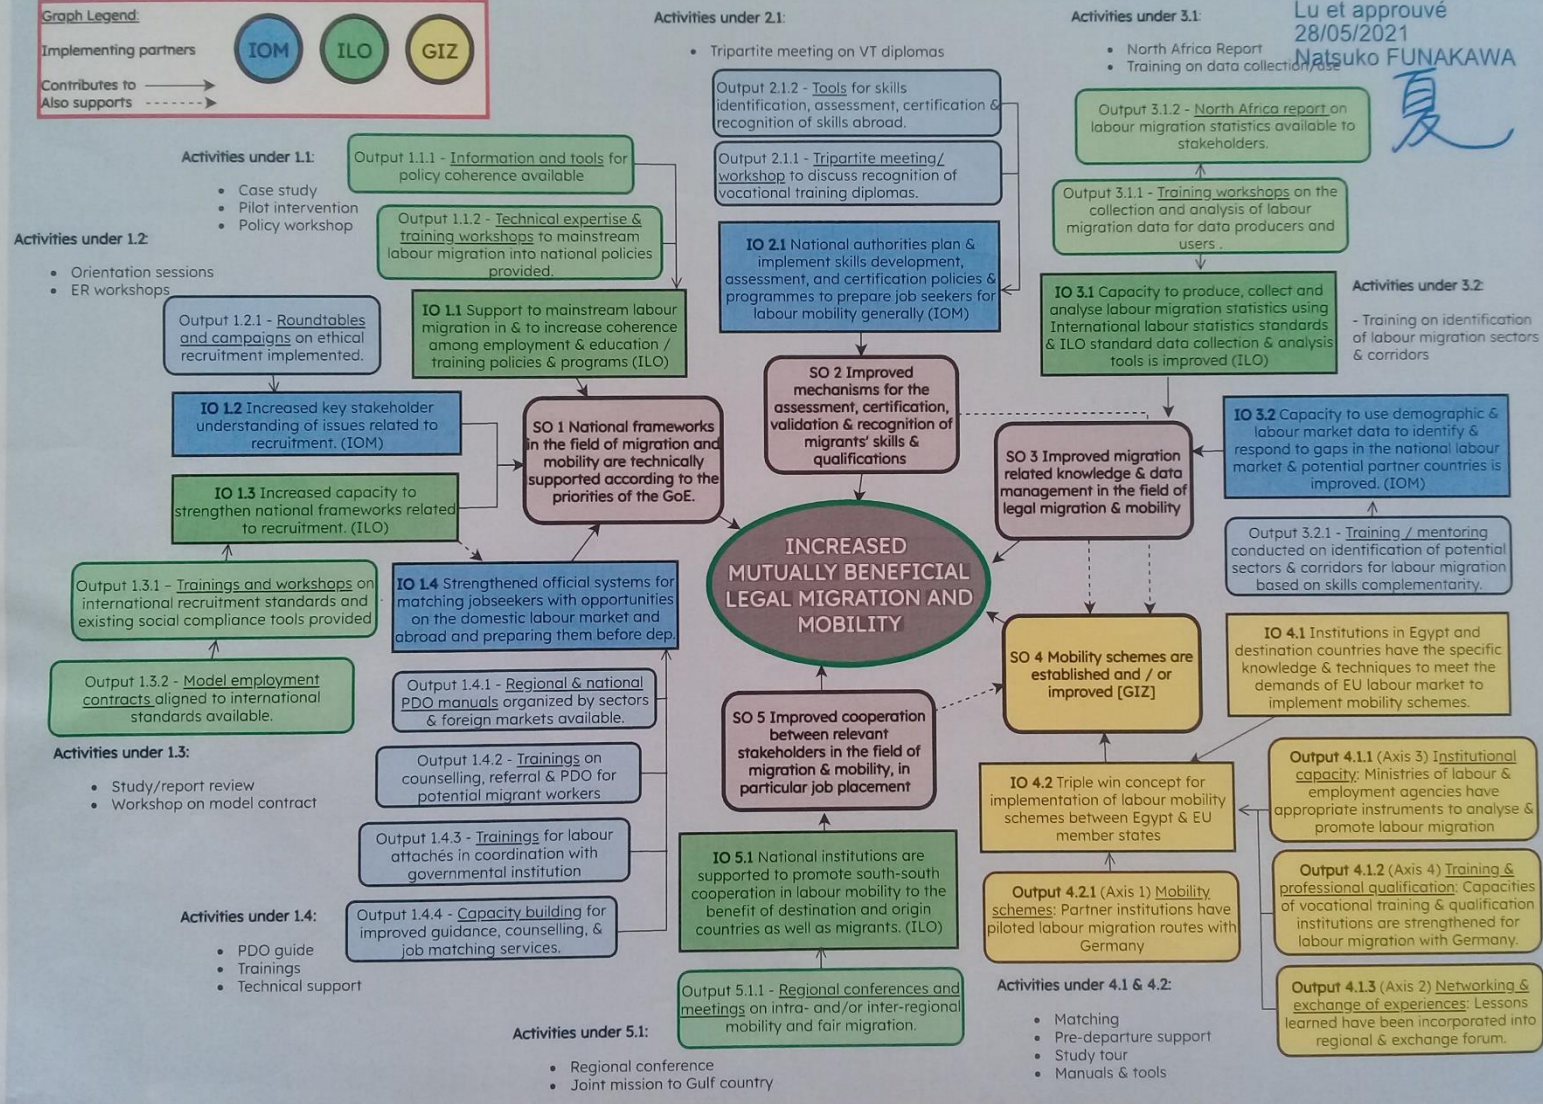 Graph Legend:
Implementing partners
IOM
ILO
GIZ
Contributes to
Also supports
Activities under 1.1:
• Case study
• Pilot intervention
• Policy workshop
Activities under 1.2:
• Orientation sessions
• ER workshops
Output 1.1.1 - Information and tools for
policy coherence available
Output 1.1.2 - Technical expertise &
training workshops to mainstream
labour migration into national policies
provided.
IO 1.1 Support to mainstream labour
migration in & to increase coherence
among employment & education /
training policies & programs (ILO)
Output 1.2.1 - Roundtables
and campaigns on ethical
recruitment implemented.
IO 1.2 Increased key stakeholder
understanding of issues related to
recruitment. (IOM)
IO 1.3 Increased capacity to
strengthen national frameworks related
to recruitment. (ILO)
SO 1 National frameworks
in the field of migration and
mobility are technically
supported according to the
priorities of the GoE.
Output 1.3.1 - Trainings and workshops on
international recruitment standards and
existing social compliance tools provided
Output 1.3.2 - Model employment
contracts aligned to international
standards available.
Activities under 1.3:
• Study/report review
• Workshop on model contract
IO 1.4 Strengthened official systems for
matching jobseekers with opportunities
on the domestic labour market and
abroad and preparing them before dep.
Output 1.4.1 - Regional & national
PDO manuals organized by sectors
& foreign markets available.
Output 1.4.2 - Trainings on
counselling, referral & PDO for
potential migrant workers
Output 1.4.3 - Trainings for labour
attachés in coordination with
governmental institution
Output 1.4.4 - Capacity building for
improved guidance, counselling, &
job matching services.
Activities under 1.4:
• PDO guide
• Trainings
• Technical support
Activities under 2.1:
• Tripartite meeting on VT diplomas
Output 2.1.2 - Tools for skills
identification, assessment, certification &
recognition of skills abroad.
Output 2.1.1 - Tripartite meeting/
workshop to discuss recognition of
vocational training diplomas.
IO 2.1 National authorities plan &
implement skills development,
assessment, and certification policies &
programmes to prepare job seekers for
labour mobility generally (IOM)
SO 2 Improved
mechanisms for the
assessment, certification,
validation & recognition of
migrants' skills &
qualifications
INCREASED
MUTUALLY BENEFICIAL
LEGAL MIGRATION AND
MOBILITY
SO 5 Improved cooperation
between relevant
stakeholders in the field of
migration & mobility, in
particular job placement
IO 5.1 National institutions are
supported to promote south-south
cooperation in labour mobility to the
benefit of destination and origin
countries as well as migrants. (ILO)
Output 5.1.1 - Regional conferences and
meetings on intra- and/or inter-regional
mobility and fair migration.
Activities under 5.1:
• Regional conference
• Joint mission to Gulf country
Activities under 3.1:
• North Africa Report
• Training on data collection/use
Lu et approuvé
28/05/2021
Natsuko FUNAKAWA
夏
Output 3.1.2 - North Africa report on
labour migration statistics available to
stakeholders.
Output 3.1.1 - Training workshops on the
collection and analysis of labour
migration data for data producers and
users .
IO 3.1 Capacity to produce, collect and
analyse labour migration statistics using
International labour statistics standards
& ILO standard data collection & analysis
tools is improved (ILO)
Activities under 3.2:
- Training on identification
of labour migration sectors
& corridors
SO 3 Improved migration
related knowledge & data
management in the field of
legal migration & mobility
IO 3.2 Capacity to use demographic &
labour market data to identify &
respond to gaps in the national labour
market & potential partner countries is
improved. (IOM)
Output 3.2.1 - Training / mentoring
conducted on identification of potential
sectors & corridors for labour migration
based on skills complementarity.
SO 4 Mobility schemes are
established and / or
improved [GIZ]
IO 4.1 Institutions in Egypt and
destination countries have the specific
knowledge & techniques to meet the
demands of EU labour market to
implement mobility schemes.
IO 4.2 Triple win concept for
implementation of labour mobility
schemes between Egypt & EU
member states
Output 4.2.1 (Axis 1) Mobility
schemes: Partner institutions have
piloted labour migration routes with
Germany
Output 4.1.1 (Axis 3) Institutional
capacity: Ministries of labour &
employment agencies have
appropriate instruments to analyse &
promote labour migration
Output 4.1.2 (Axis 4) Training &
professional qualification: Capacities
of vocational training & qualification
institutions are strengthened for
labour migration with Germany.
Output 4.1.3 (Axis 2) Networking &
exchange of experiences: Lessons
learned have been incorporated into
regional & exchange forum.
Activities under 4.1 & 4.2:
• Matching
• Pre-departure support
• Study tour
• Manuals & tools